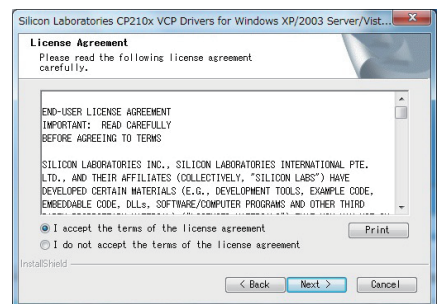 Silicon Laboratories CP210x VCP Drivers for Windows XP/2003 Server/Vist...
License Agreement
Please read the following license agreement
carefully.
END-USER LICENSE AGREEMENT
IMPORTANT: READ CAREFULLY
BEFORE AGREEING TO TERMS
SILICON LABORATORIES INC., SILICON LABORATORIES INTERNATIONAL PTE.
LTD., AND THEIR AFFILIATES (COLLECTIVELY, "SILICON LABS") HAVE
DEVELOPED CERTAIN MATERIALS (E.G., DEVELOPMENT TOOLS, EXAMPLE CODE,
EMBEDDABLE CODE, DLLs, SOFTWARE/COMPUTER PROGRAMS AND OTHER THIRD
I accept the terms of the license agreement
Print
I do not accept the terms of the license agreement
InstallShield
< Back
Next >
Cancel